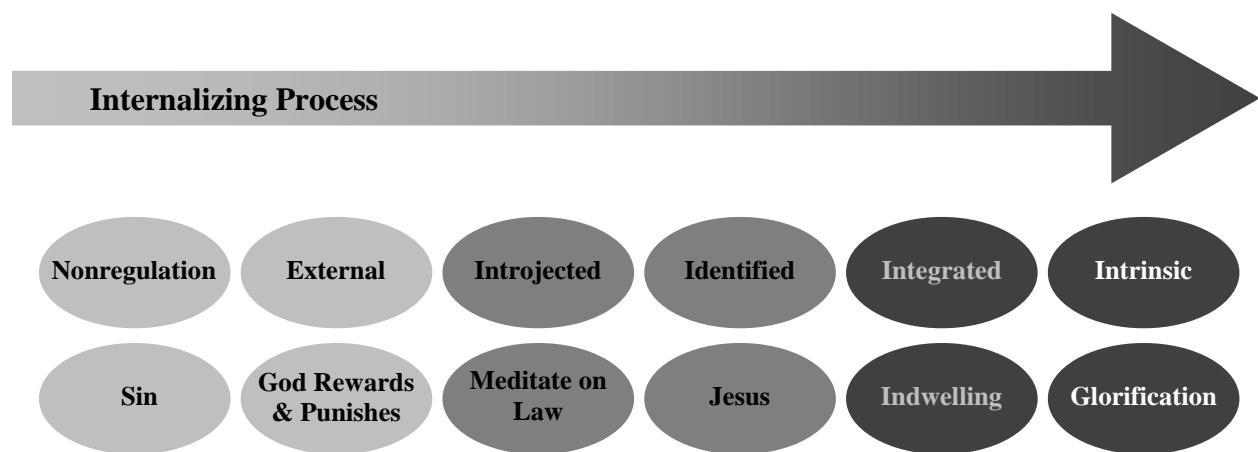 Internalizing Process
Nonregulation
External
Introjected
Identified
Integrated
Intrinsic
Sin
God Rewards
& Punishes
Meditate on
Law
Jesus
Indwelling
Glorification